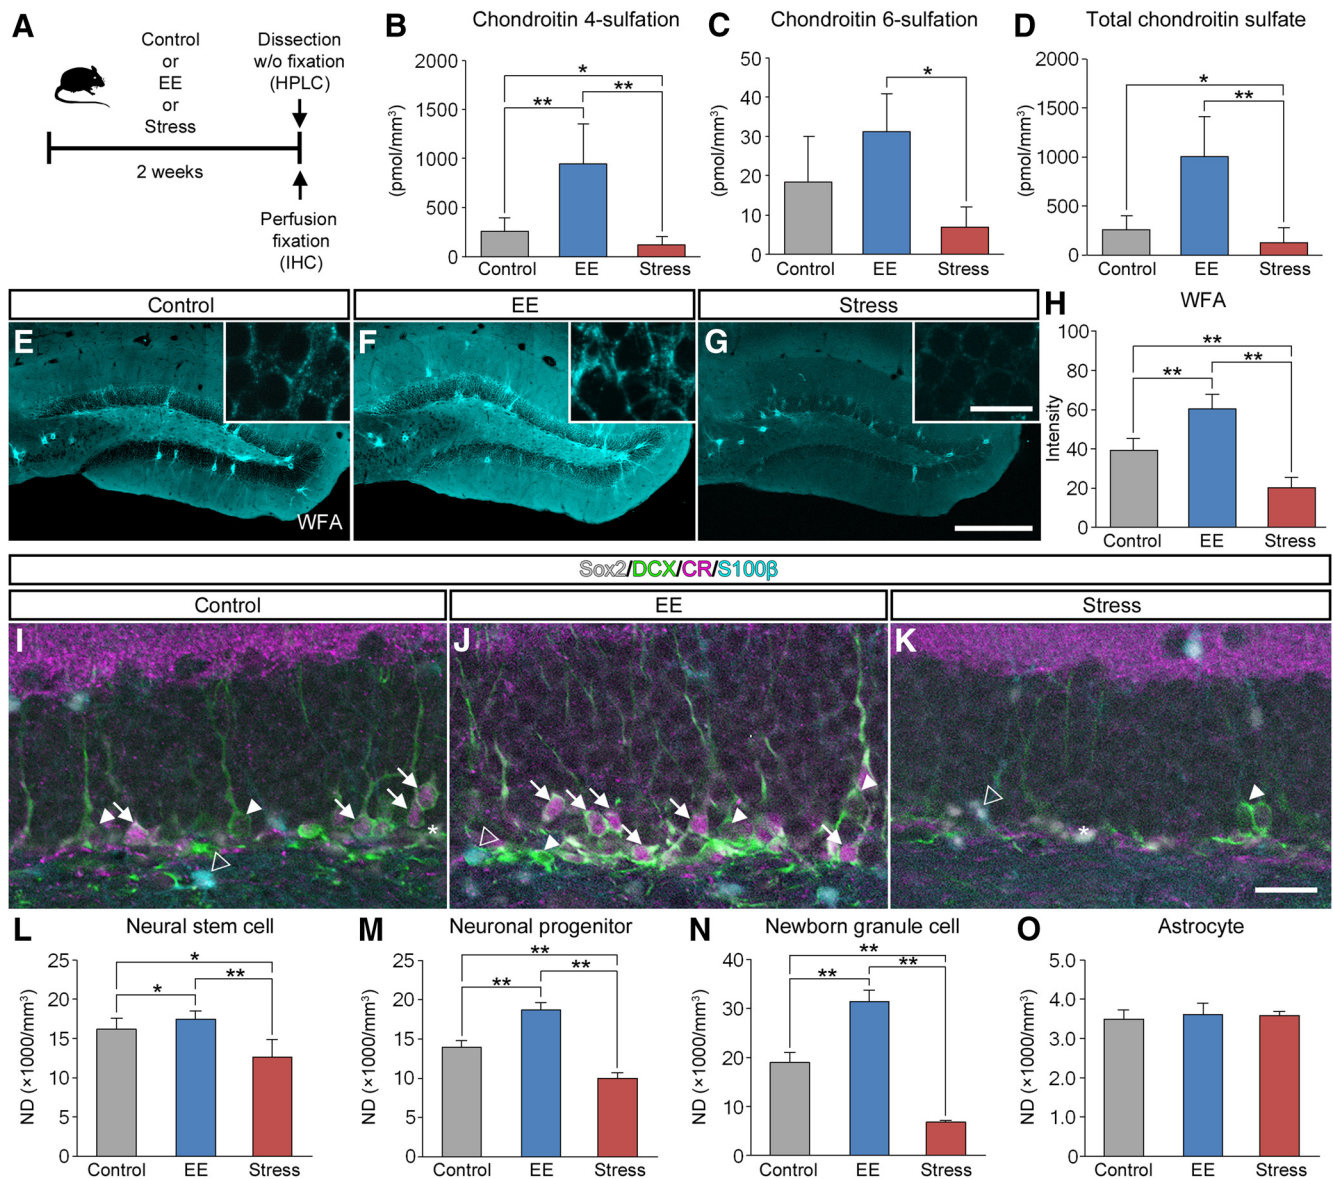 A
Control
or
EE
or
Stress
Dissection
w/o fixation
(HPLC)
2 weeks
Perfusion
fixation
(IHC)
B
Chondroitin 4-sulfation
(pmol/mm³)
2000
1500
1000
500
0
*
**
**
Control EE Stress
C
Chondroitin 6-sulfation
(pmol/mm³)
50
40
30
20
10
0
*
Control EE Stress
D
Total chondroitin sulfate
(pmol/mm³)
2000
1500
1000
500
0
*
**
Control EE Stress
Control
EE
Stress
E
WFA
F
G
H
WFA
Intensity
100
80
60
40
20
0
**
**
**
Control EE Stress
Sox2/DCX/CR/S100β
Control
EE
Stress
I
*
J
K
*
L
Neural stem cell
ND (×1000/mm³)
25
20
15
10
5
0
*
**
*
Control EE Stress
M
Neuronal progenitor
ND (×1000/mm³)
25
20
15
10
5
0
**
**
**
Control EE Stress
N
Newborn granule cell
ND (×1000/mm³)
40
30
20
10
0
**
**
**
Control EE Stress
O
Astrocyte
ND (×1000/mm³)
5.0
4.0
3.0
2.0
1.0
0
Control EE Stress